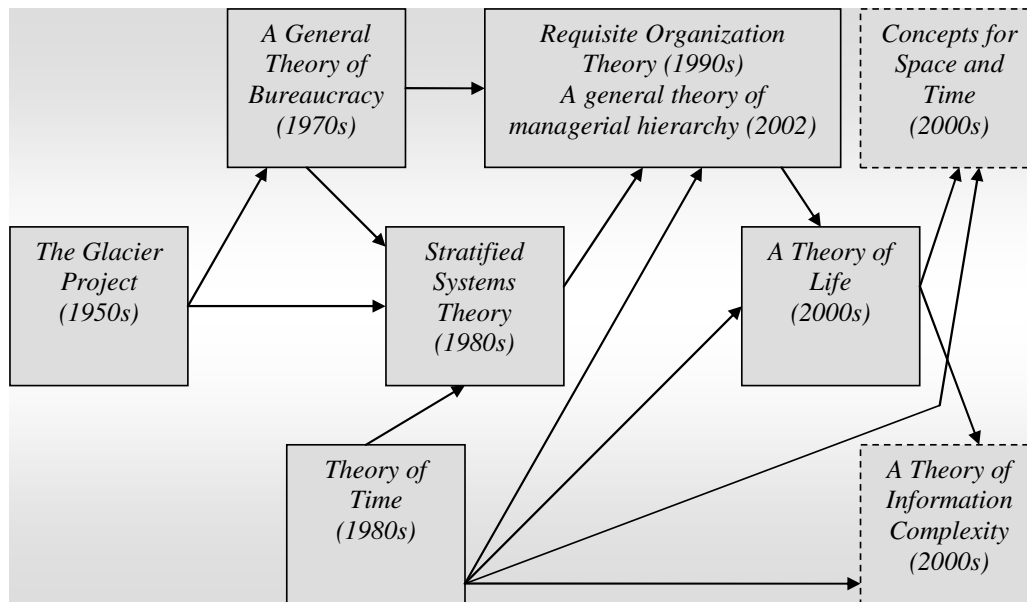 A General
Theory of
Bureaucracy
(1970s)
Requisite Organization
Theory (1990s)
A general theory of
managerial hierarchy (2002)
Concepts for
Space and
Time
(2000s)
The Glacier
Project
(1950s)
Stratified
Systems
Theory
(1980s)
A Theory of
Life
(2000s)
Theory of
Time
(1980s)
A Theory of
Information
Complexity
(2000s)